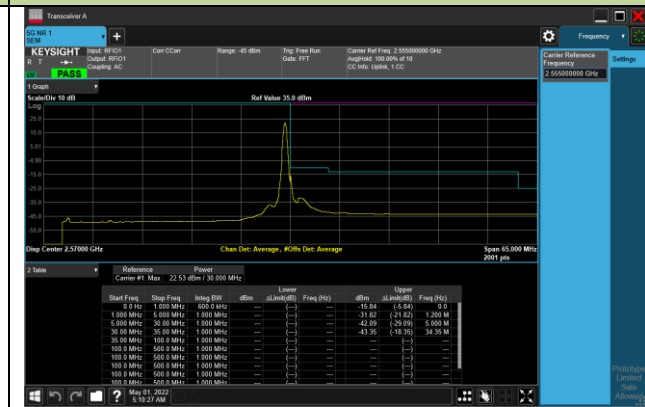 Transceiver A
5G NR 1
SEM
Frequency
KEYSIGHT
R T
PASS
Input: RFIO1
Output: RFIO1
Coupling: AC
Corr CCorr
Range: -45 dBm
Trig: Free Run
Gate: FFT
Carrier Ref Freq: 2.555000000 GHz
Avg|Hold: 100.00% of 10
CC Info: Uplink, 1 CC
Carrier Reference
Frequency
2.555000000 GHz
Settings
1 Graph
Scale/Div 10 dB
Ref Value 35.0 dBm
Log
25.0
15.0
5.01
-4.99
-15.0
-25.0
-35.0
-45.0
-55.0
Disp Center 2.57000 GHz
Chan Det: Average , #Offs Det: Average
Span 65.000 MHz
2001 pts
2 Table
Reference Power
Carrier #1: Max 22.53 dBm / 30.000 MHz
Lower Upper
Start Freq Stop Freq Integ BW dBm ΔLimit(dB) Freq (Hz) dBm ΔLimit(dB) Freq (Hz)
0.0 Hz 1.000 MHz 600.0 kHz --- (---) --- -15.84 (-5.84) 0.0
1.000 MHz 5.000 MHz 1.000 MHz --- (---) --- -31.82 (-21.82) 1.200 M
5.000 MHz 30.00 MHz 1.000 MHz --- (---) --- -42.09 (-29.09) 5.000 M
30.00 MHz 35.00 MHz 1.000 MHz --- (---) --- -43.35 (-18.35) 34.35 M
35.00 MHz 100.0 MHz 1.000 MHz --- (---) --- --- (---) ---
100.0 MHz 500.0 MHz 1.000 MHz --- (---) --- --- (---) ---
100.0 MHz 500.0 MHz 1.000 MHz --- (---) --- --- (---) ---
100.0 MHz 500.0 MHz 1.000 MHz --- (---) --- --- (---) ---
100.0 MHz 500.0 MHz 1.000 MHz --- (---) --- --- (---) ---
May 01, 2022
5:10:27 AM
Prototype
Limited
Sale
Allowed